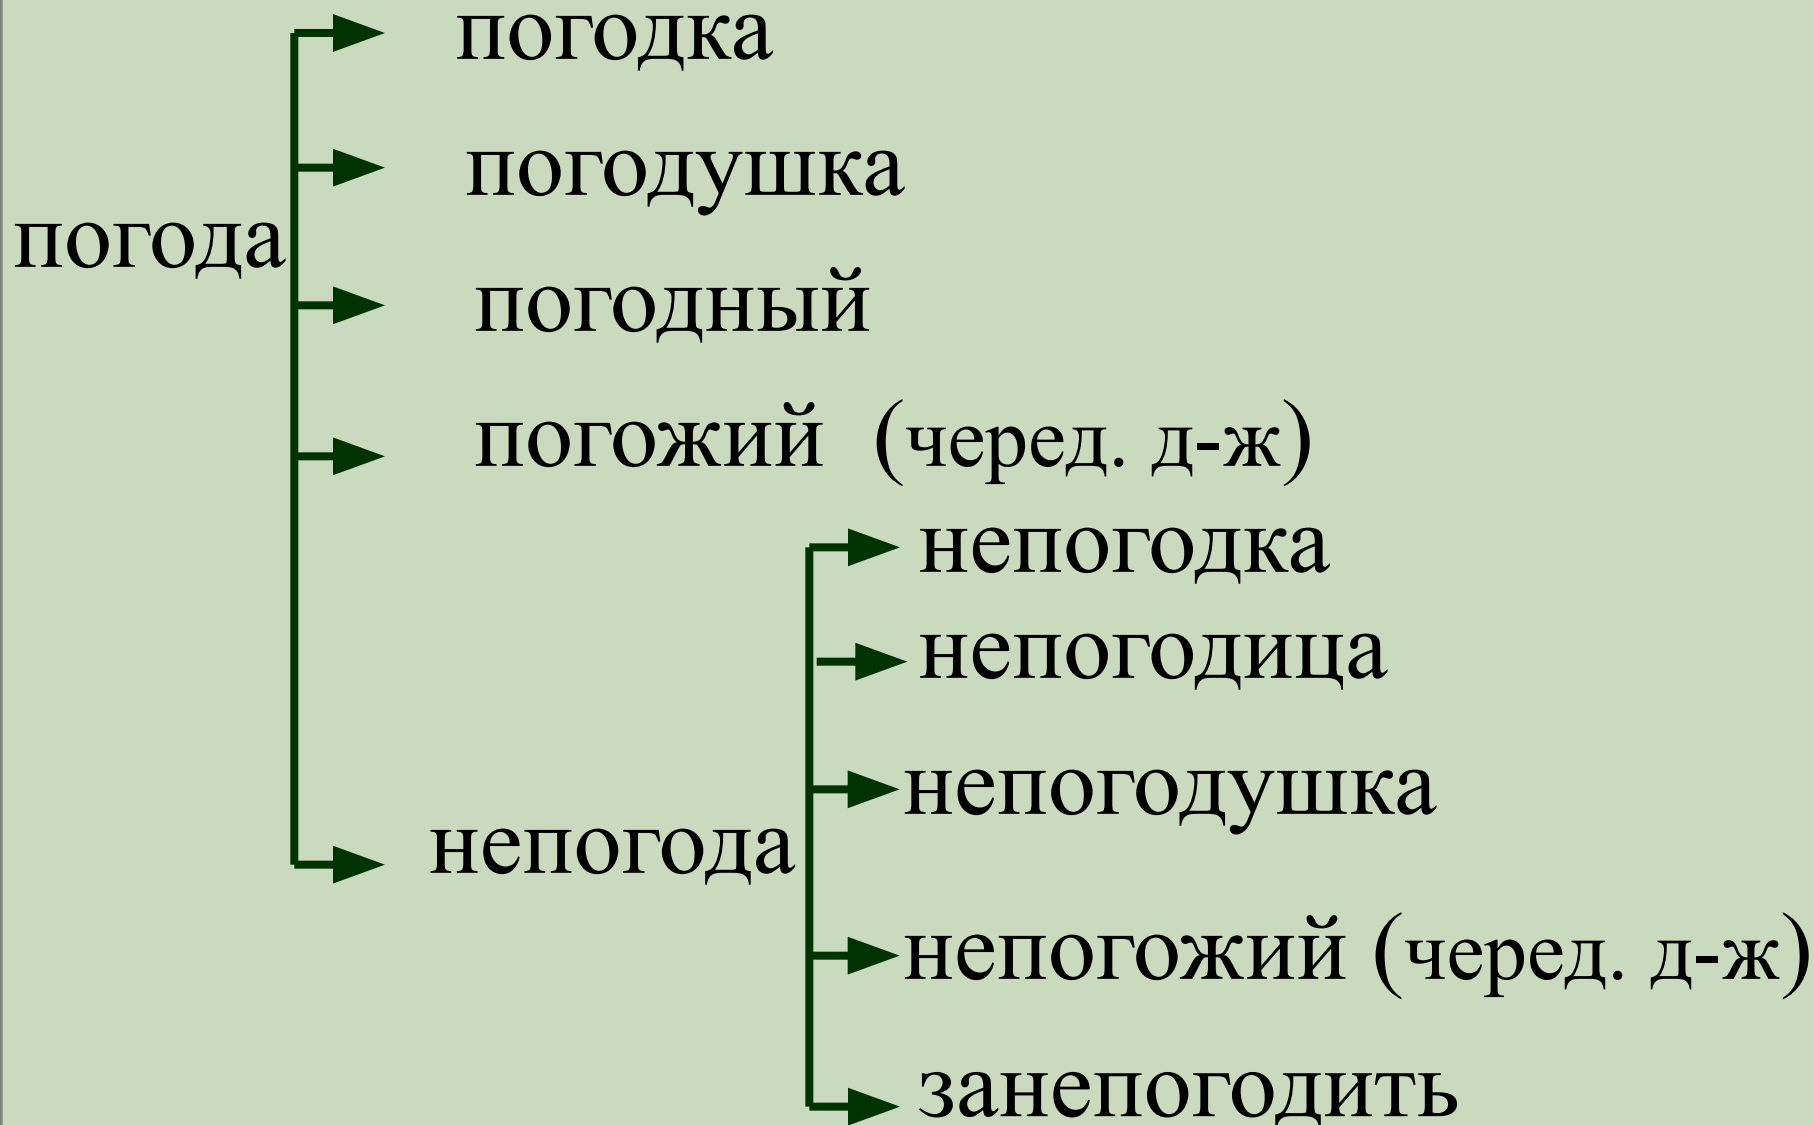 погодка
погодушка
погода
погодный
погожий (черед. д-ж)
непогодка
непогодица
непогодушка
непогода
непогожий (черед. д-ж)
занепогодить